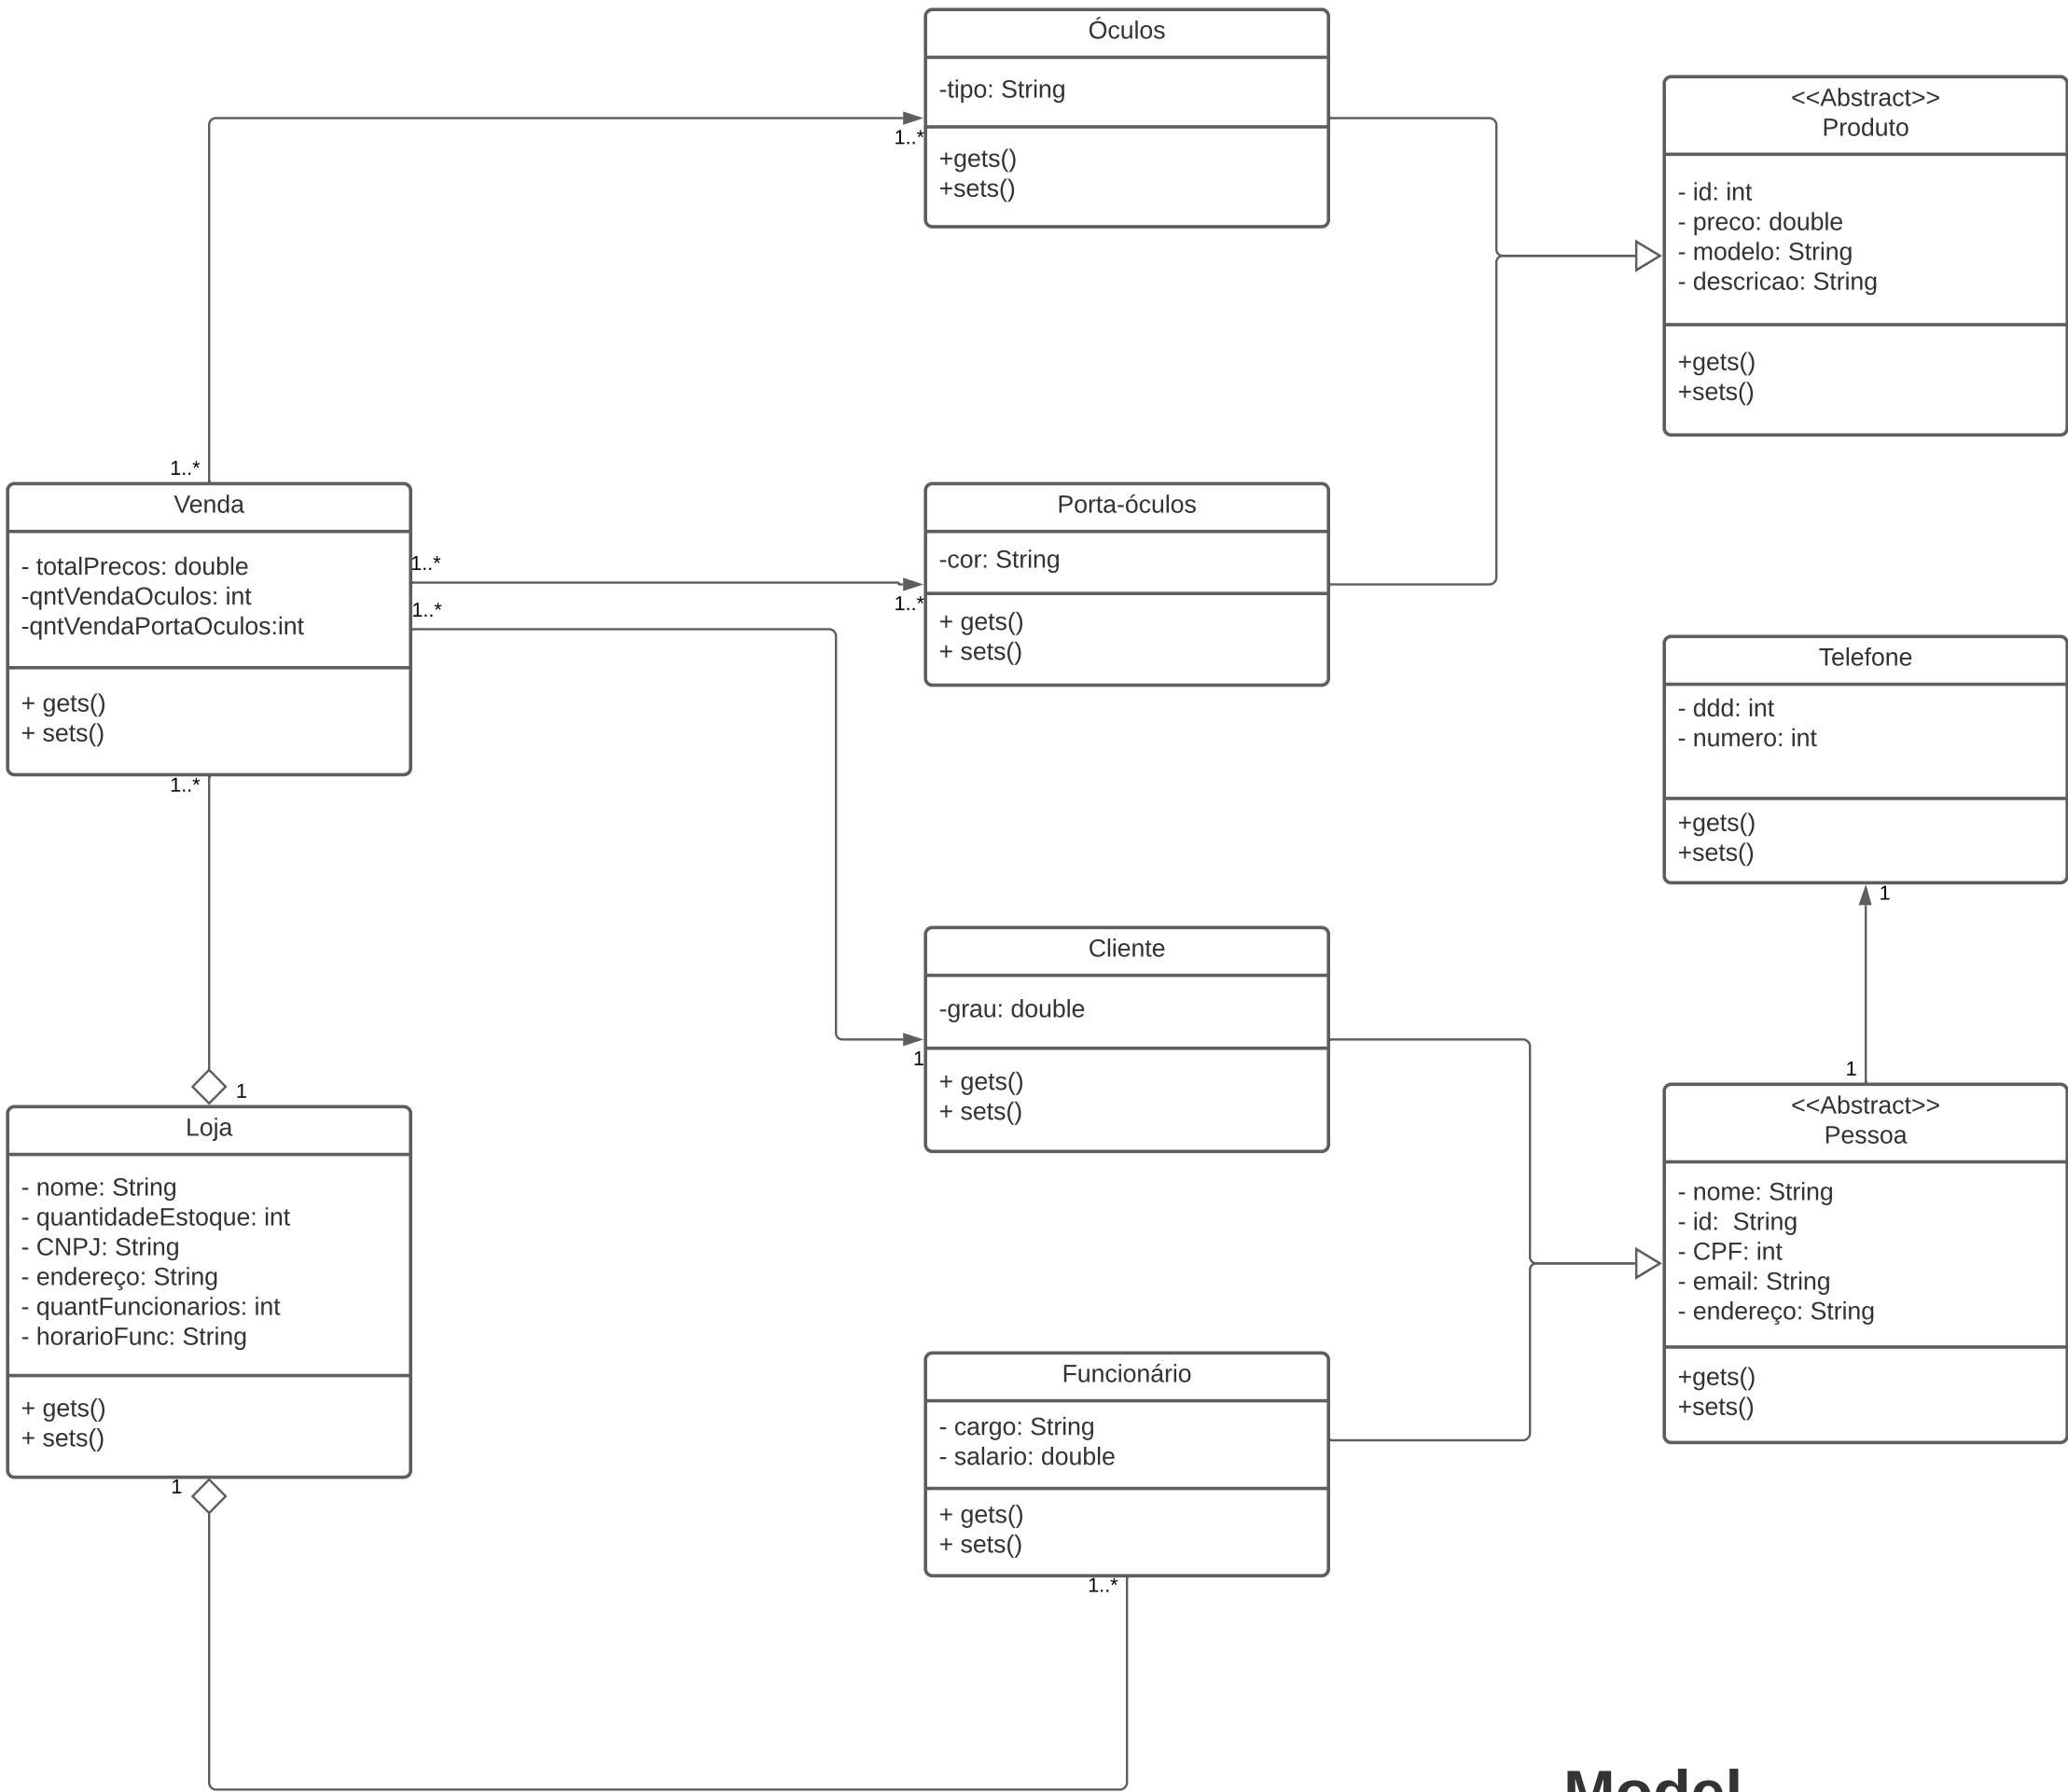 Óculos
-tipo: String
+gets()
+sets()
1..*
<<Abstract>>
Produto
- id: int
- preco: double
- modelo: String
- descricao: String
+gets()
+sets()
1..*
Venda
- totalPrecos: double
-qntVendaOculos: int
-qntVendaPortaOculos:int
+ gets()
+ sets()
1..*
1..*
1..*
1..*
Porta-óculos
-cor: String
+ gets()
+ sets()
Telefone
- ddd: int
- numero: int
+gets()
+sets()
1
1
Cliente
-grau: double
+ gets()
+ sets()
1
1
Loja
- nome: String
- quantidadeEstoque: int
- CNPJ: String
- endereço: String
- quantFuncionarios: int
- horarioFunc: String
+ gets()
+ sets()
1
<<Abstract>>
Pessoa
- nome: String
- id:  String
- CPF: int
- email: String
- endereço: String
+gets()
+sets()
Funcionário
- cargo: String
- salario: double
+ gets()
+ sets()
1..*
Model